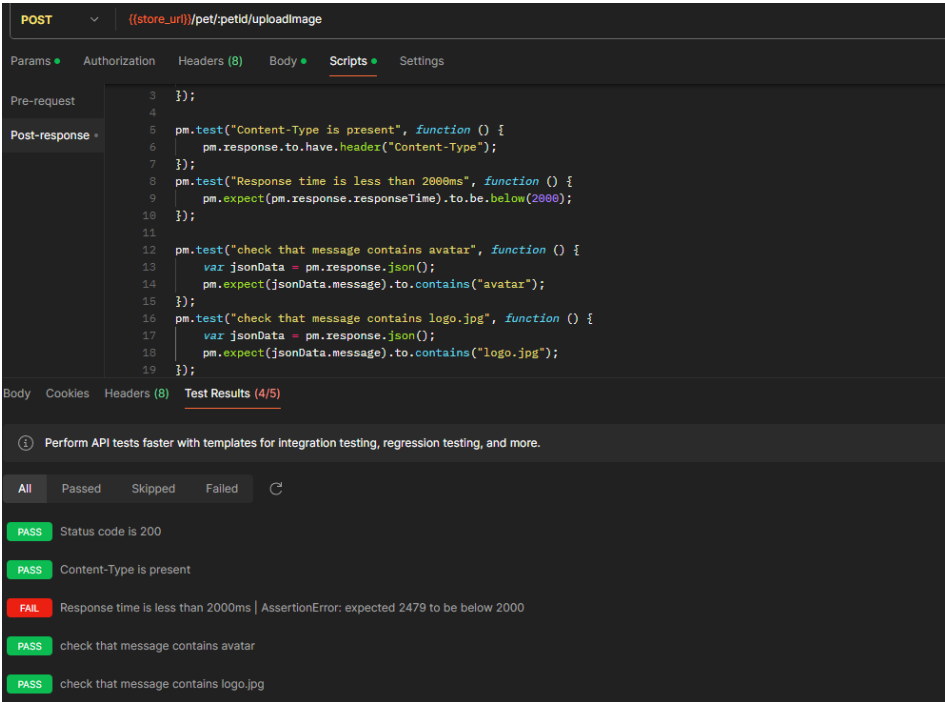 POST {{store_url}}/pet/:petid/uploadImage
Params Authorization Headers (8) Body Scripts Settings
Pre-request
Post-response
3 });
4
5 pm.test("Content-Type is present", function () {
6 pm.response.to.have.header("Content-Type");
7 });
8 pm.test("Response time is less than 2000ms", function () {
9 pm.expect(pm.response.responseTime).to.be.below(2000);
10 });
11
12 pm.test("check that message contains avatar", function () {
13 var jsonData = pm.response.json();
14 pm.expect(jsonData.message).to.contains("avatar");
15 });
16 pm.test("check that message contains logo.jpg", function () {
17 var jsonData = pm.response.json();
18 pm.expect(jsonData.message).to.contains("logo.jpg");
19 });
Body Cookies Headers (8) Test Results (4/5)
Perform API tests faster with templates for integration testing, regression testing, and more.
All Passed Skipped Failed
PASS Status code is 200
PASS Content-Type is present
FAIL Response time is less than 2000ms | AssertionError: expected 2479 to be below 2000
PASS check that message contains avatar
PASS check that message contains logo.jpg